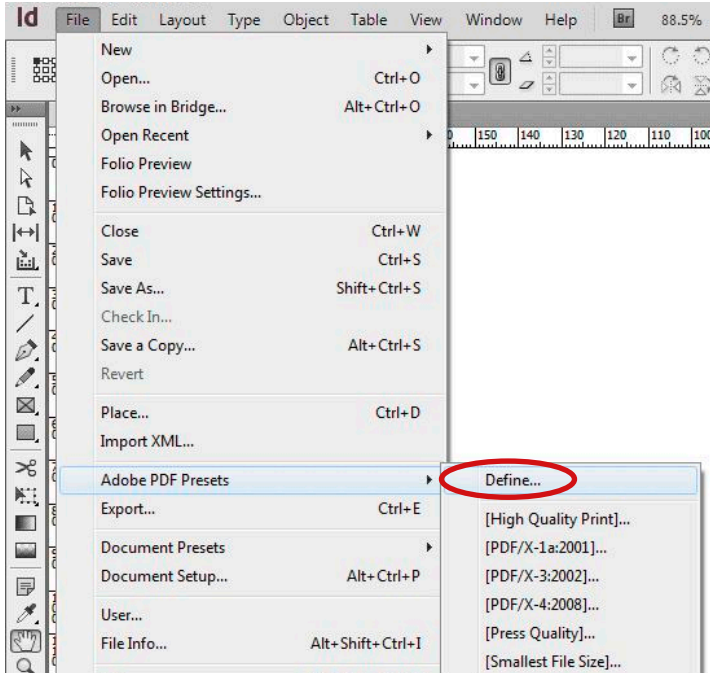 Id File Edit Layout Type Object Table View Window Help Br 88.5%
New
Open... Ctrl+O
Browse in Bridge... Alt+Ctrl+O
Open Recent
150 140 130 120 110 100
Folio Preview
Folio Preview Settings...
Close Ctrl+W
Save Ctrl+S
Save As... Shift+Ctrl+S
Check In...
Save a Copy... Alt+Ctrl+S
Revert
Place... Ctrl+D
Import XML...
Adobe PDF Presets Define...
Export... Ctrl+E
[High Quality Print]...
Document Presets [PDF/X-1a:2001]...
Document Setup... Alt+Ctrl+P [PDF/X-3:2002]...
[PDF/X-4:2008]...
User...
[Press Quality]...
File Info... Alt+Shift+Ctrl+I
[Smallest File Size]...